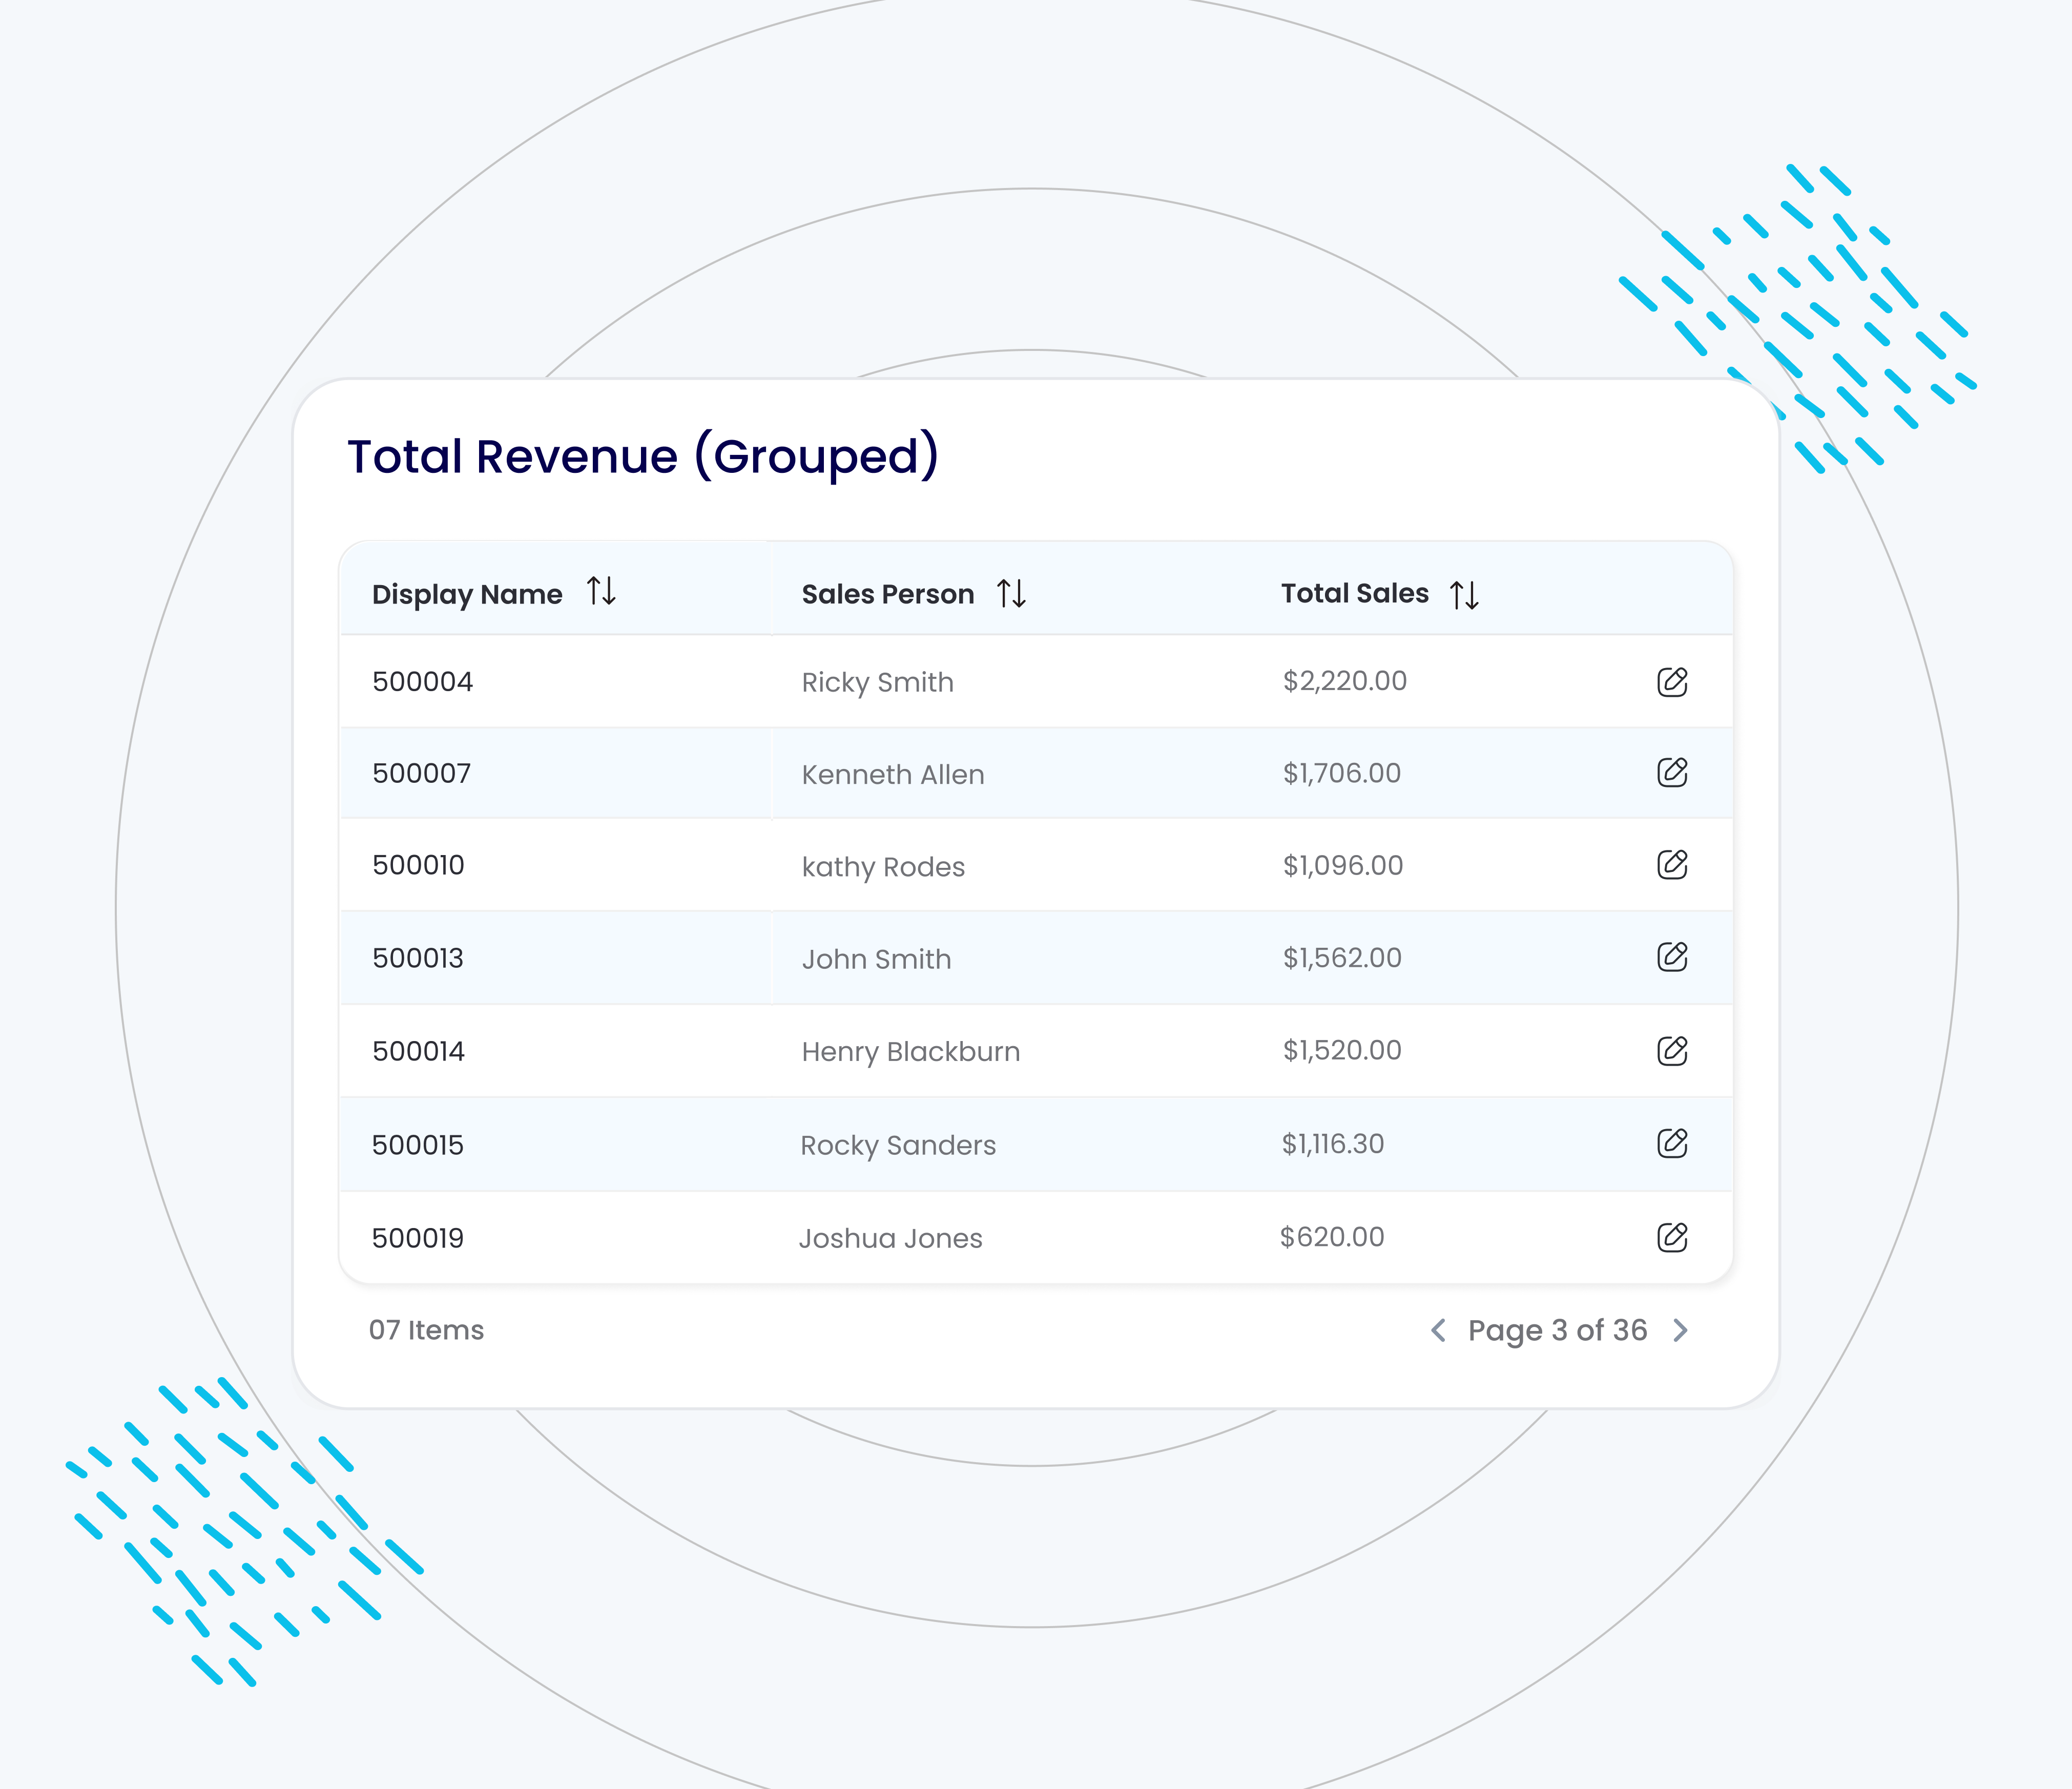 Total Revenue (Grouped)
Display Name Sales Person Total Sales
500004 Ricky Smith $2,220.00
500007 Kenneth Allen $1,706.00
500010 kathy Rodes $1,096.00
500013 John Smith $1,562.00
500014 Henry Blackburn $1,520.00
500015 Rocky Sanders $1,116.30
500019 Joshua Jones $620.00
07 Items Page 3 of 36